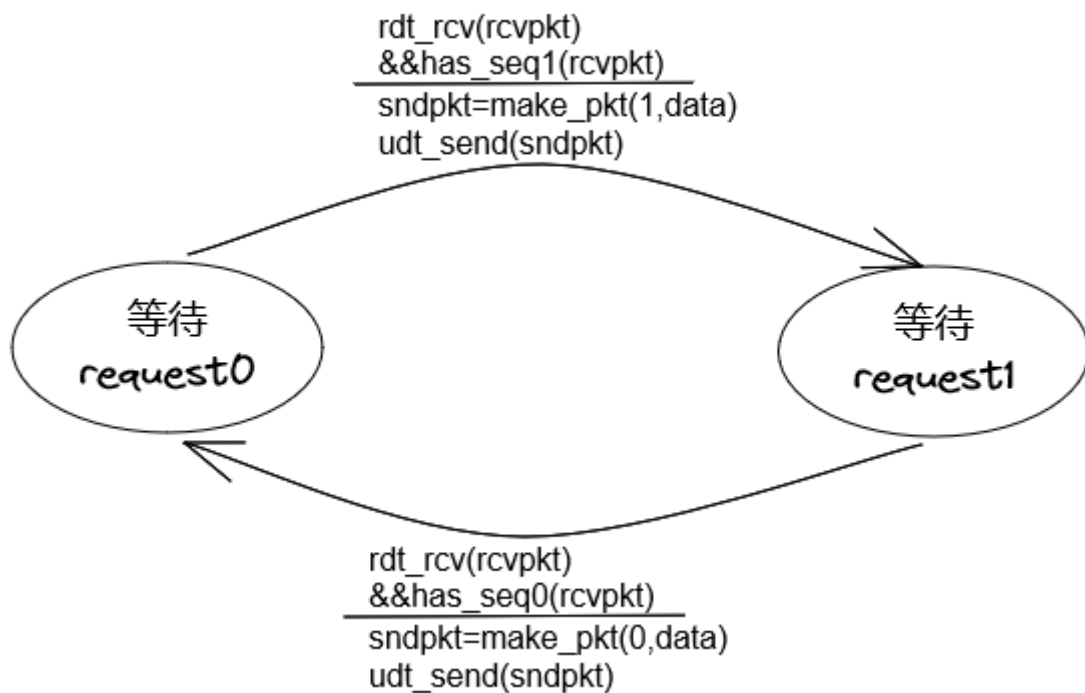 rdt_rcv(rcvpkt)
&&has_seq1(rcvpkt)
sndpkt=make_pkt(1,data)
udt_send(sndpkt)
等待
request0
等待
request1
rdt_rcv(rcvpkt)
&&has_seq0(rcvpkt)
sndpkt=make_pkt(0,data)
udt_send(sndpkt)